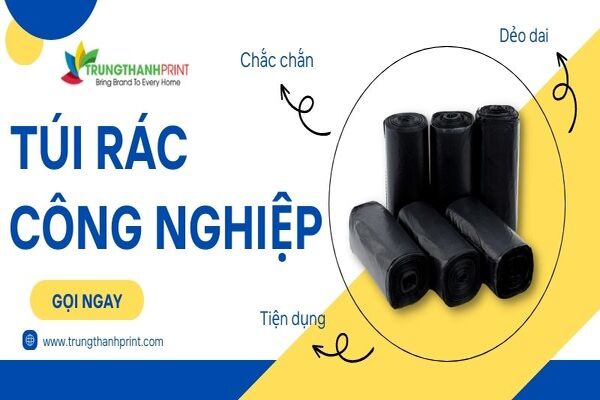 TRUNGTHANHPRINT
Bring Brand To Every Home
Chắc chắn
Dẻo dai
TÚI RÁC
CÔNG NGHIỆP
GỌI NGAY
Tiện dụng
www.trungthanhprint.com